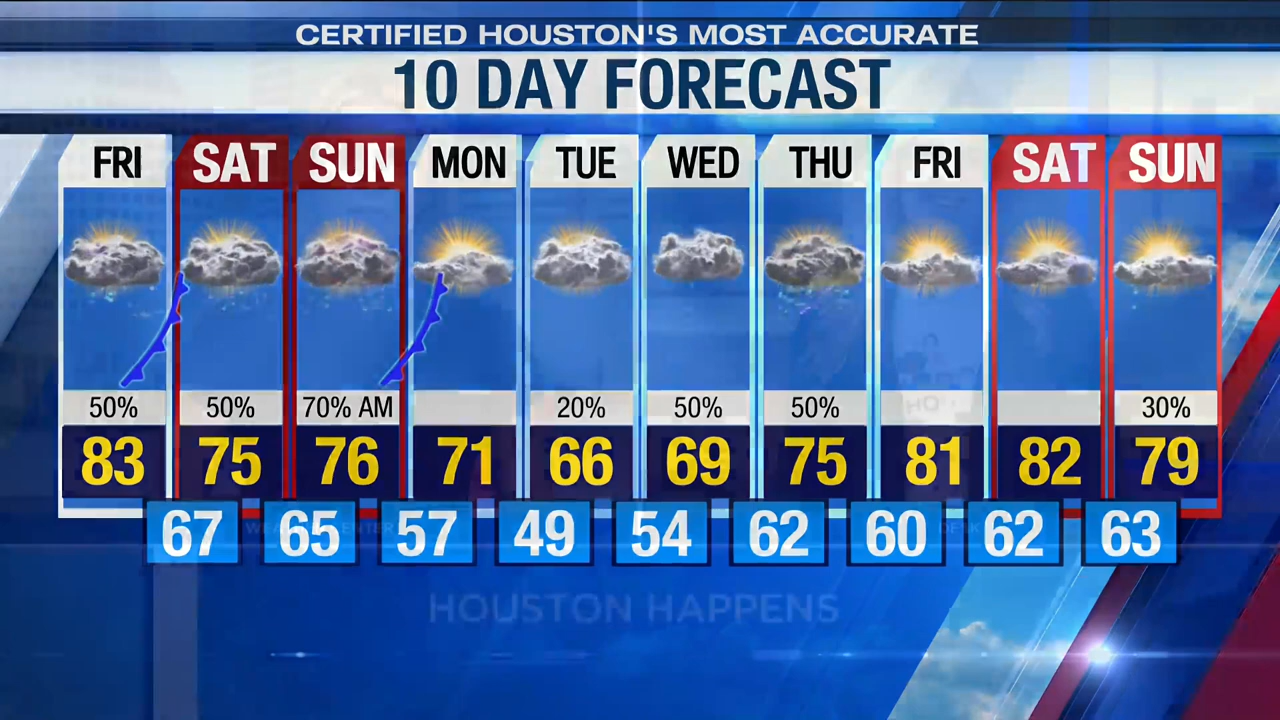 CERTIFIED HOUSTON'S MOST ACCURATE
10 DAY FORECAST
FRI SAT SUN MON TUE WED THU FRI SAT SUN
50% 50% 70% AM 20% 50% 50% 30%
83 75 76 71 66 69 75 81 82 79
67 65 57 49 54 62 60 62 63
HOUSTON HAPPENS